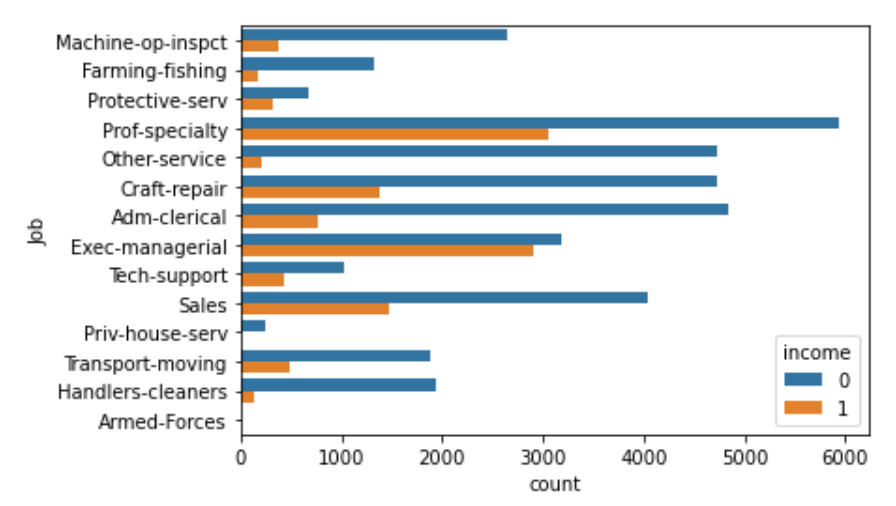 Machine-op-inspct
Farming-fishing
Protective-serv
Prof-specialty
Other-service
Craft-repair
Adm-clerical
Exec-managerial
Tech-support
Sales
Priv-house-serv
Transport-moving
Handlers-cleaners
Armed-Forces
Job
income
0
1
0 1000 2000 3000 4000 5000 6000
count